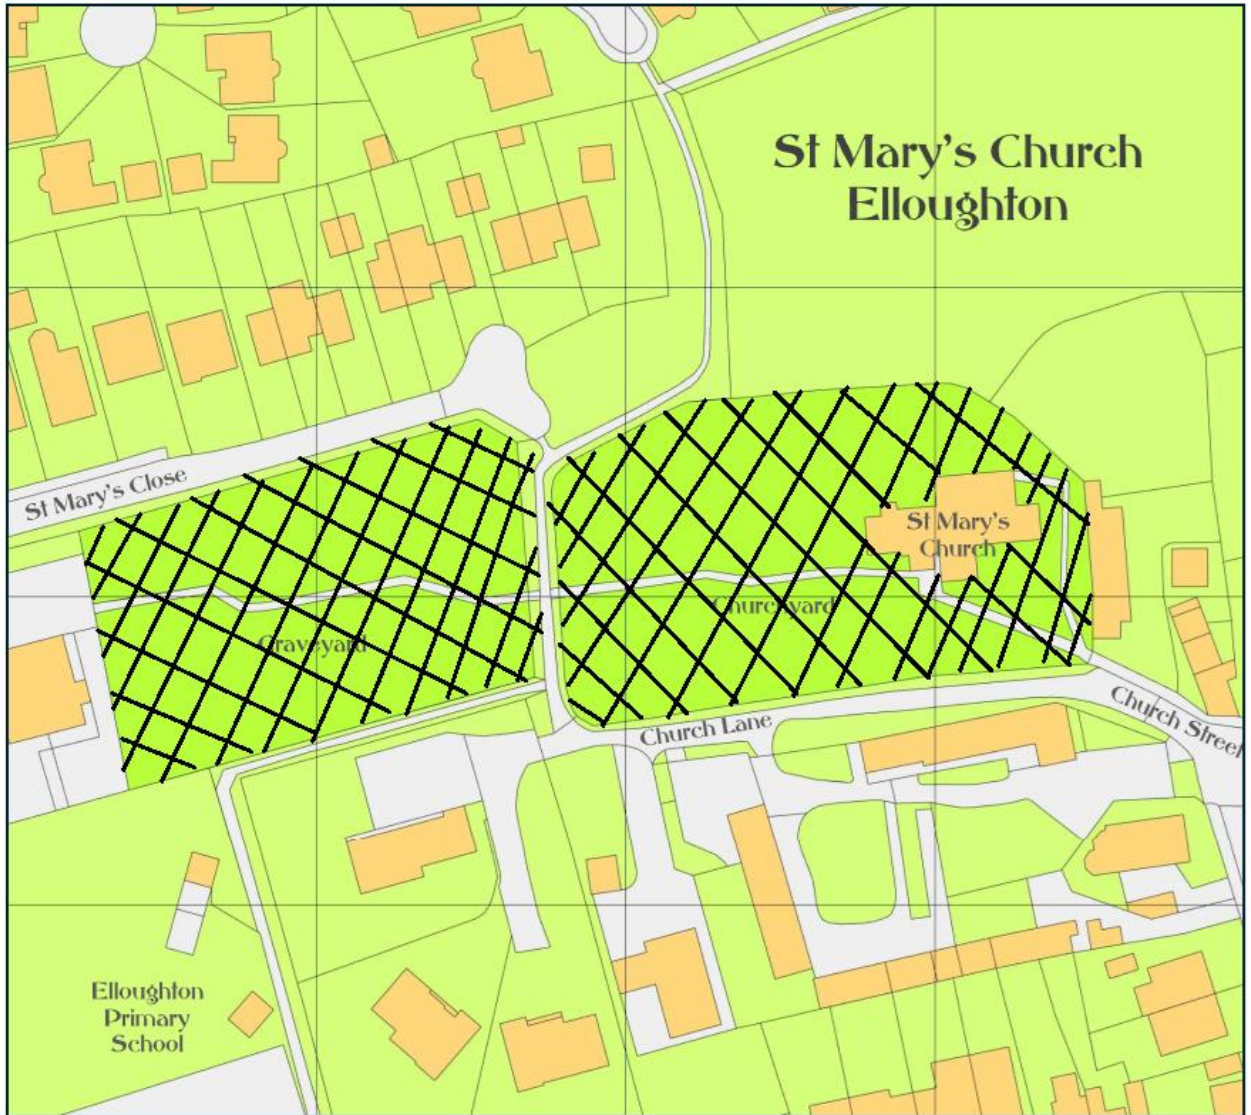 St Mary's Church
Elloughton
St Mary's Close
St Mary's
Church
Churchyard
Graveyard
Church Lane
Church Street
Elloughton
Primary
School